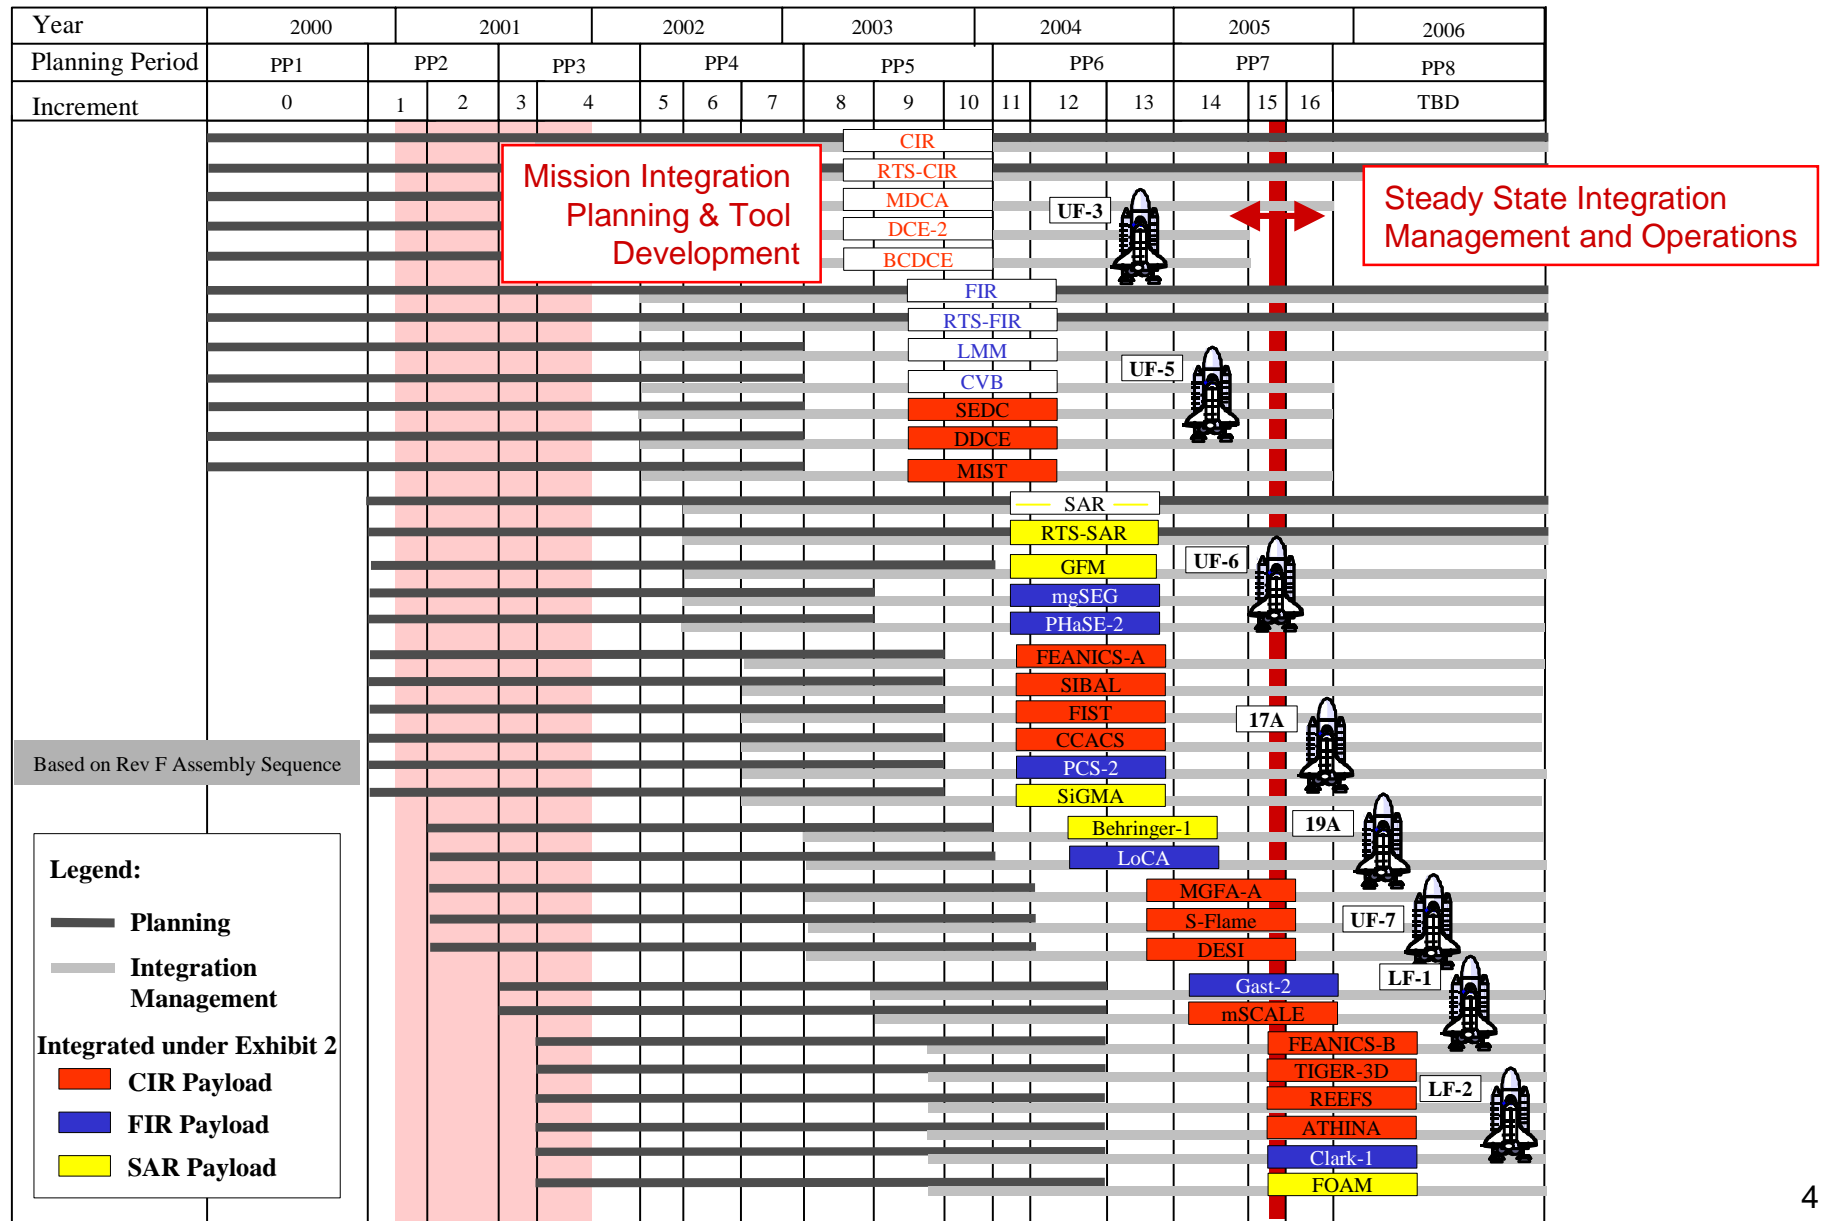 Year 2000 2001 2002 2003 2004 2005 2006
Planning Period PP1 PP2 PP3 PP4 PP5 PP6 PP7 PP8
Increment 0 1 2 3 4 5 6 7 8 9 10 11 12 13 14 15 16 TBD
CIR
Mission Integration
Planning & Tool
Development
RTS-CIR
MDCA
DCE-2
BCDCE
UF-3
Steady State Integration
Management and Operations
FIR
RTS-FIR
LMM
UF-5
CVB
SEDC
DDCE
MIST
SAR
RTS-SAR
UF-6
GFM
mgSEG
PHaSE-2
FEANICS-A
SIBAL
FIST
17A
CCACS
Based on Rev F Assembly Sequence
PCS-2
SiGMA
Behringer-1
19A
LoCA
MGFA-A
S-Flame
UF-7
DESI
Gast-2
LF-1
mSCALE
FEANICS-B
TIGER-3D
LF-2
REEFS
ATHINA
Clark-1
FOAM
Legend:
Planning
Integration
Management
Integrated under Exhibit 2
CIR Payload
FIR Payload
SAR Payload
4